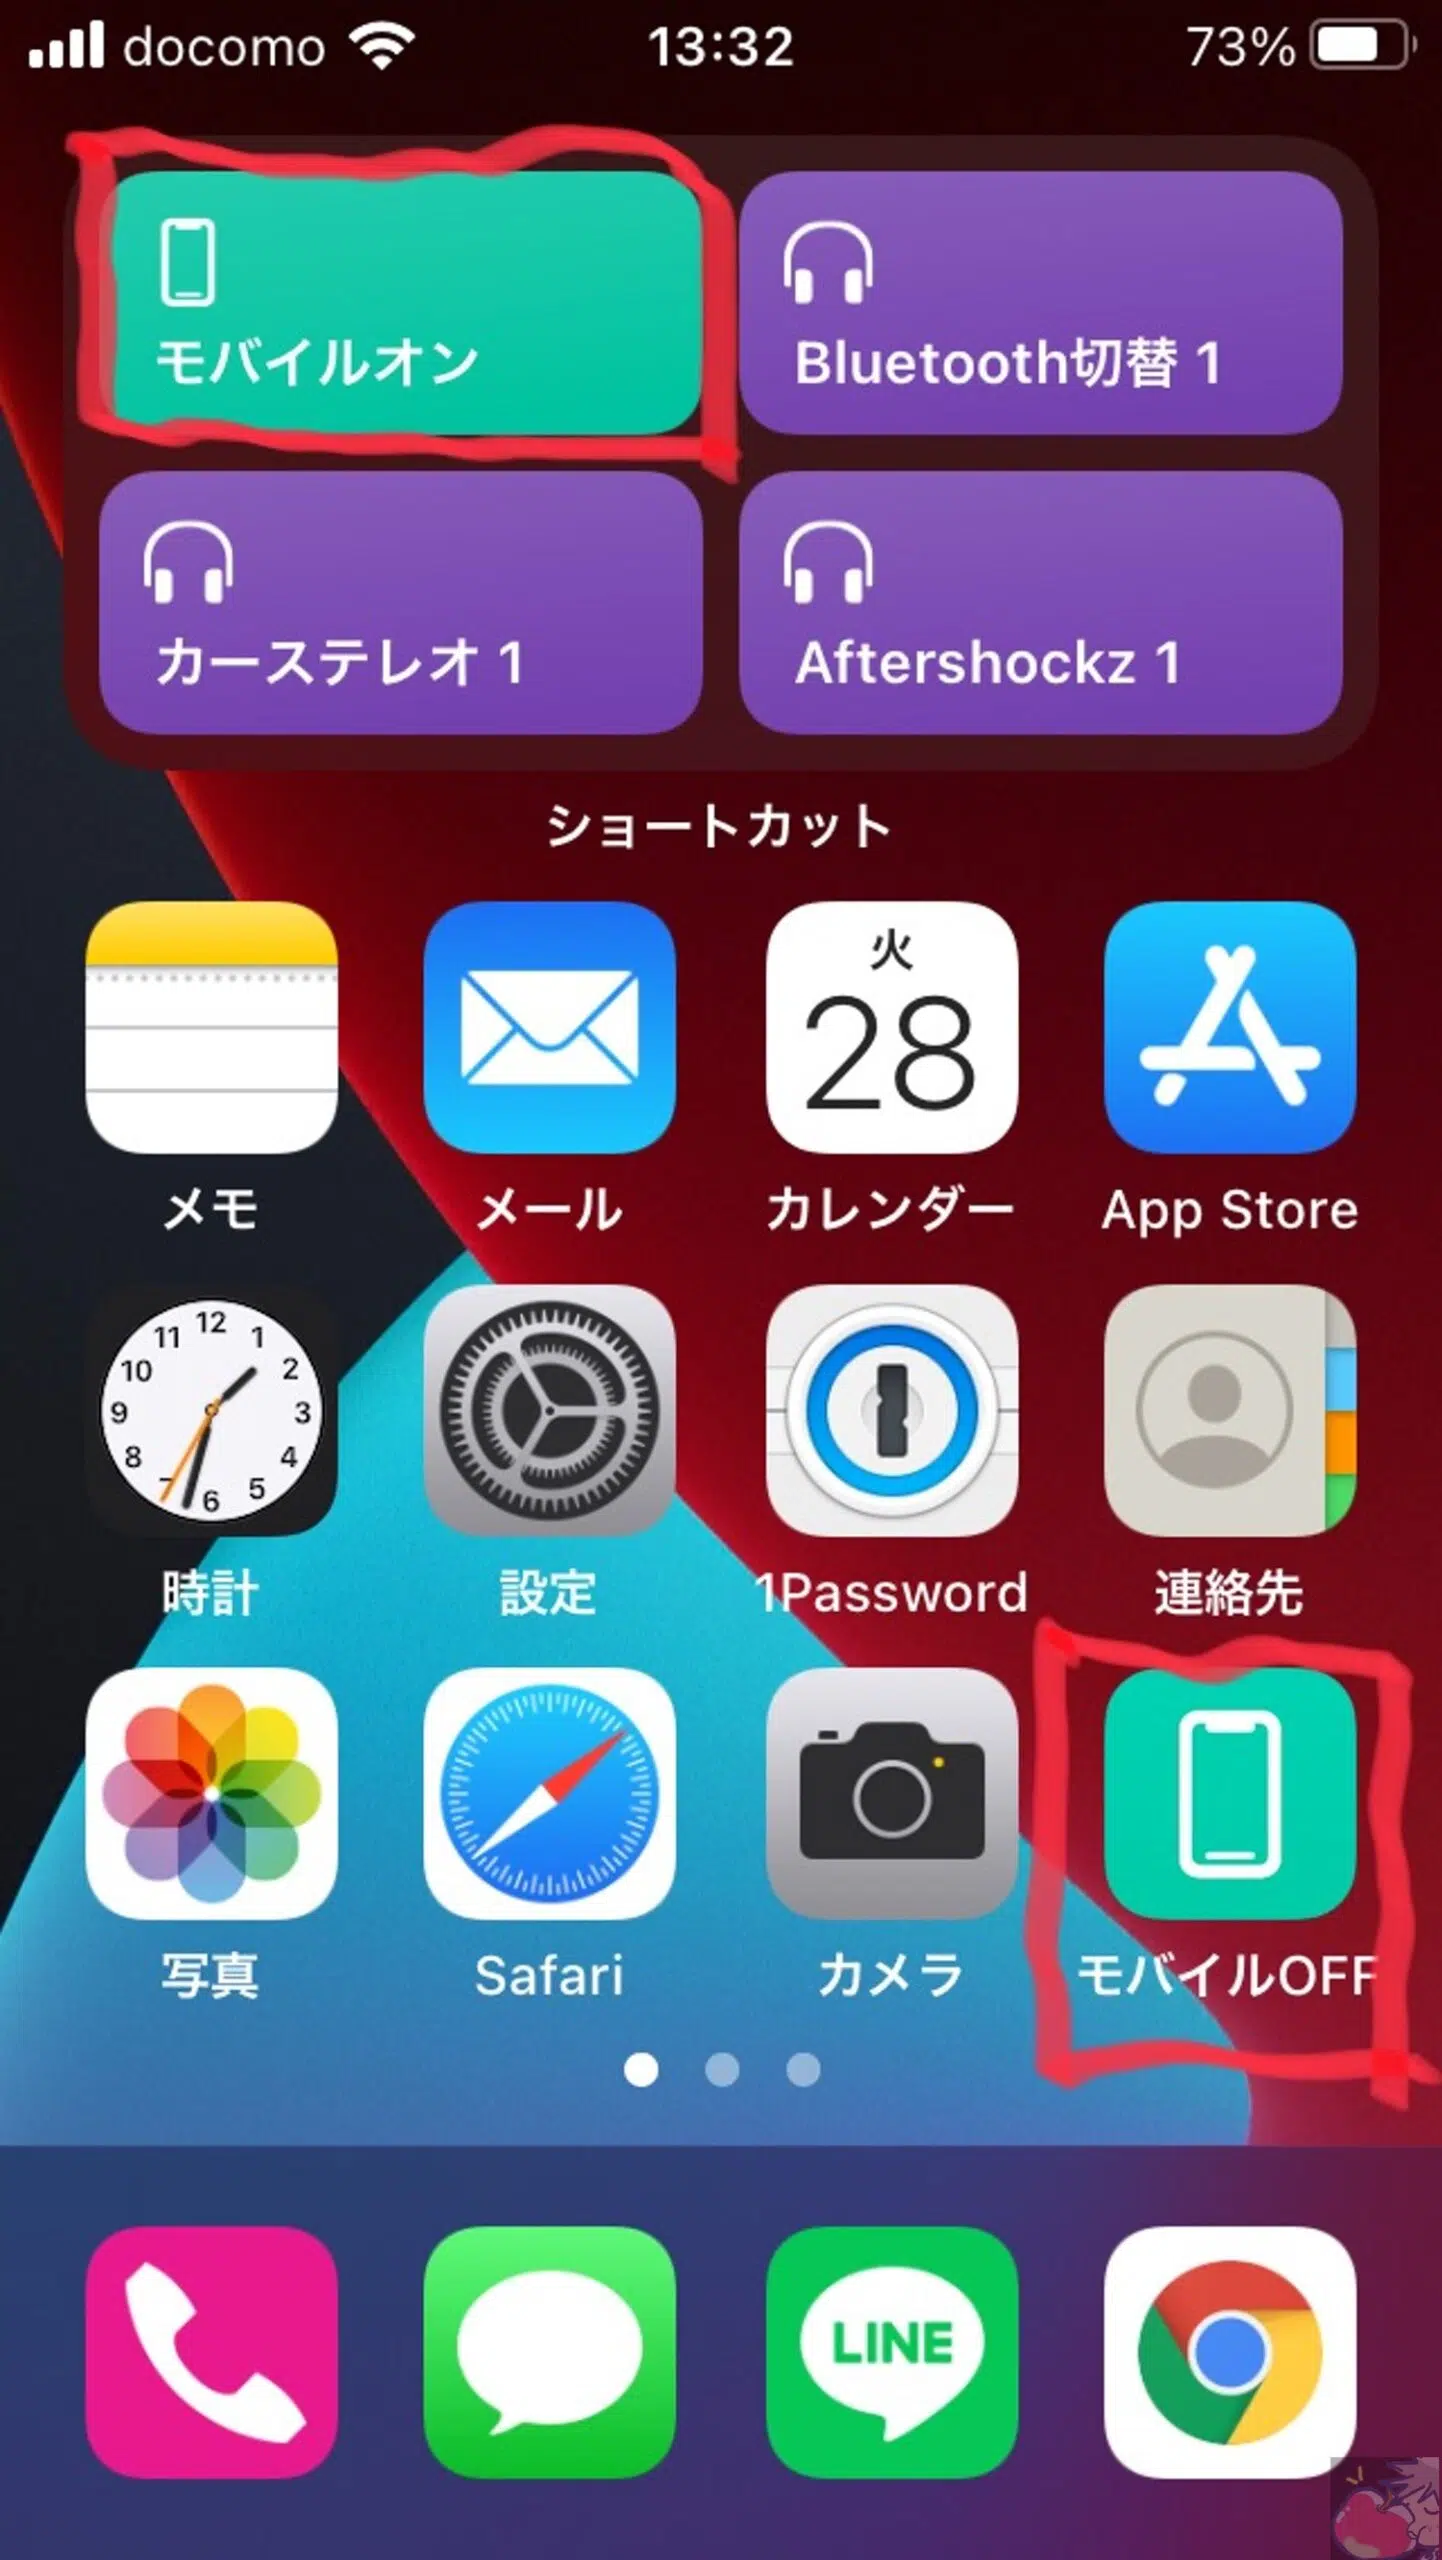 docomo 13:32 73%
モバイルオン
Bluetooth切替 1
カーステレオ 1
Aftershockz 1
ショートカット
火
28
メモ メール カレンダー App Store
12
11 1
10 2
9 3
8 4
7 5
6
時計 設定 1Password 連絡先
写真 Safari カメラ モバイルOFF
LINE